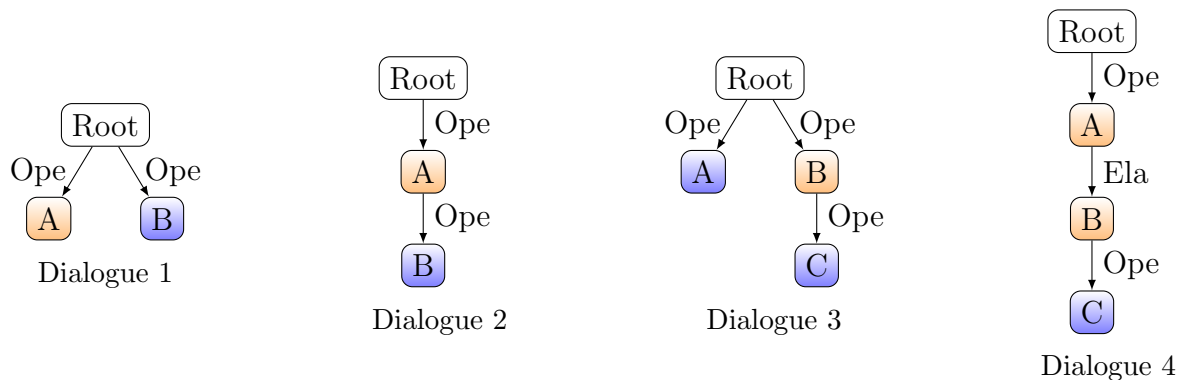 Root
Ope
Ope
A
B
Dialogue 1
Root
Ope
A
Ope
B
Dialogue 2
Root
Ope
Ope
A
B
Ope
C
Dialogue 3
Root
Ope
A
Ela
B
Ope
C
Dialogue 4